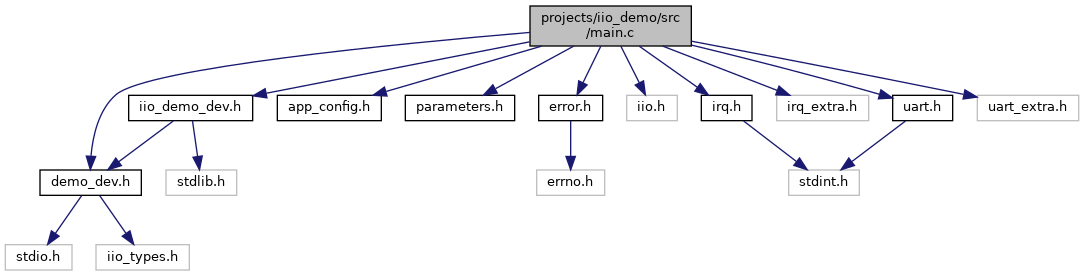 projects/iio_demo/src
/main.c
iio_demo_dev.h
app_config.h
parameters.h
error.h
iio.h
irq.h
irq_extra.h
uart.h
uart_extra.h
demo_dev.h
stdlib.h
errno.h
stdint.h
stdio.h
iio_types.h